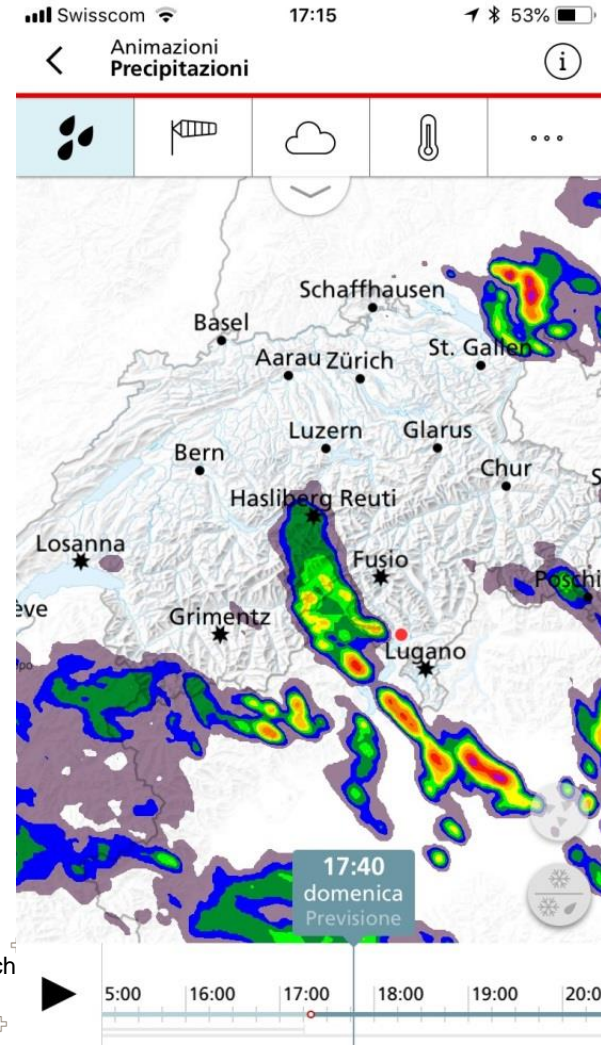 Swisscom 17:15 53%
Animazioni
Precipitazioni
Schaffhausen
Basel
Aarau Zürich St. Gallen
Luzern Glarus
Bern
Chur
Hasliberg Reuti
Losanna
Fusio
Poschi
ève
Grimentz
Lugano
17:40
domenica
Previsione
ch
5:00 16:00 17:00 18:00 19:00 20:0